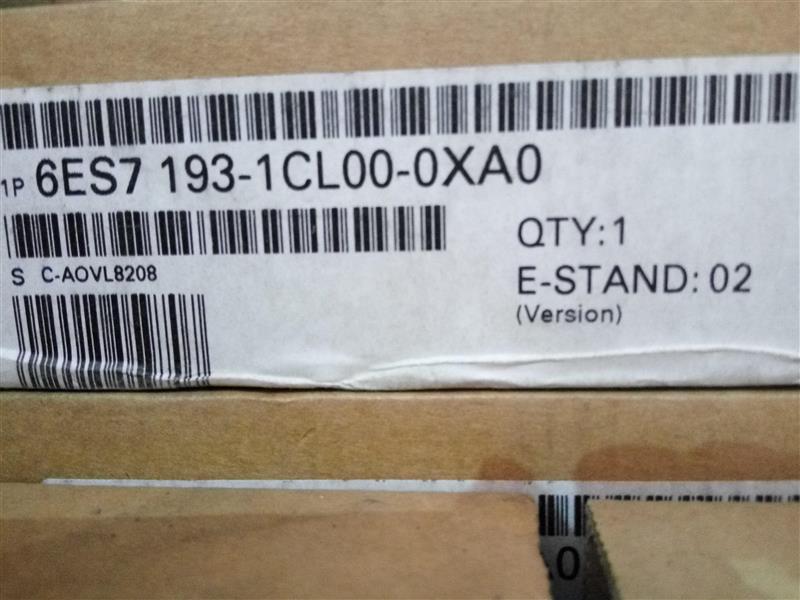 1P 6ES7 193-1CL00-0XA0
S C-AOVL8208
QTY: 1
E-STAND: 02
(Version)
.0